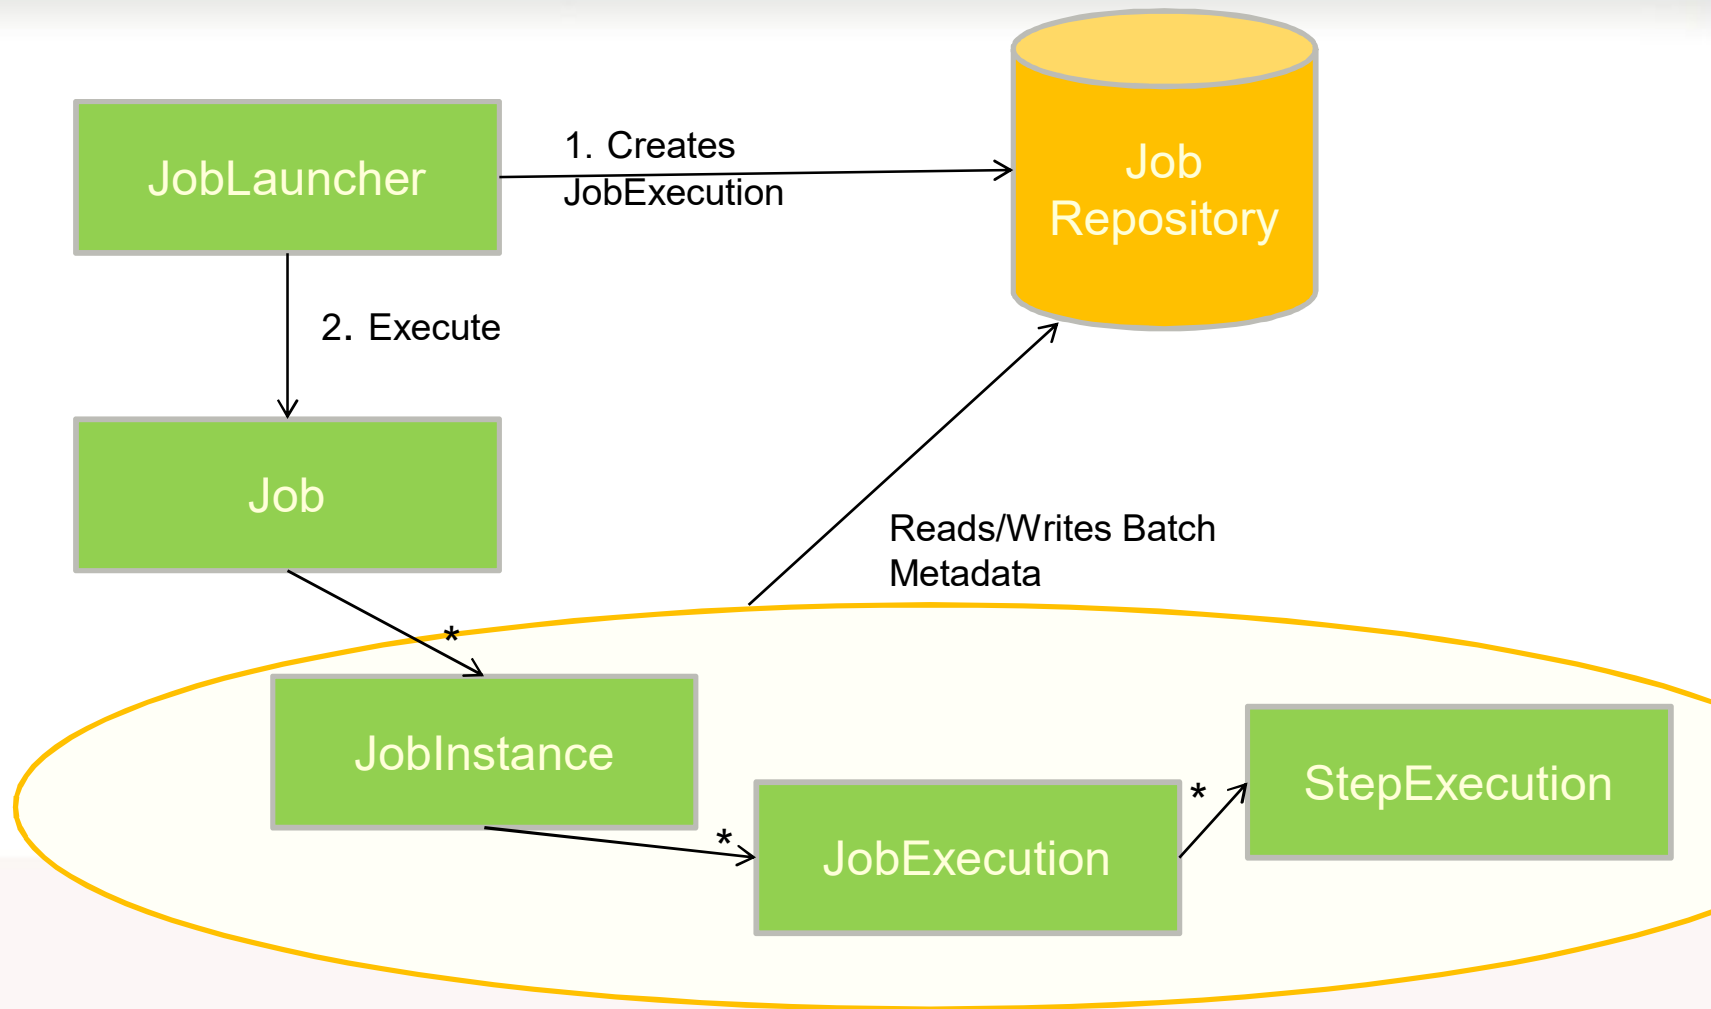 JobLauncher
1. Creates
JobExecution
Job
Repository
2. Execute
Job
Reads/Writes Batch
Metadata
*
JobInstance
*
JobExecution
*
StepExecution